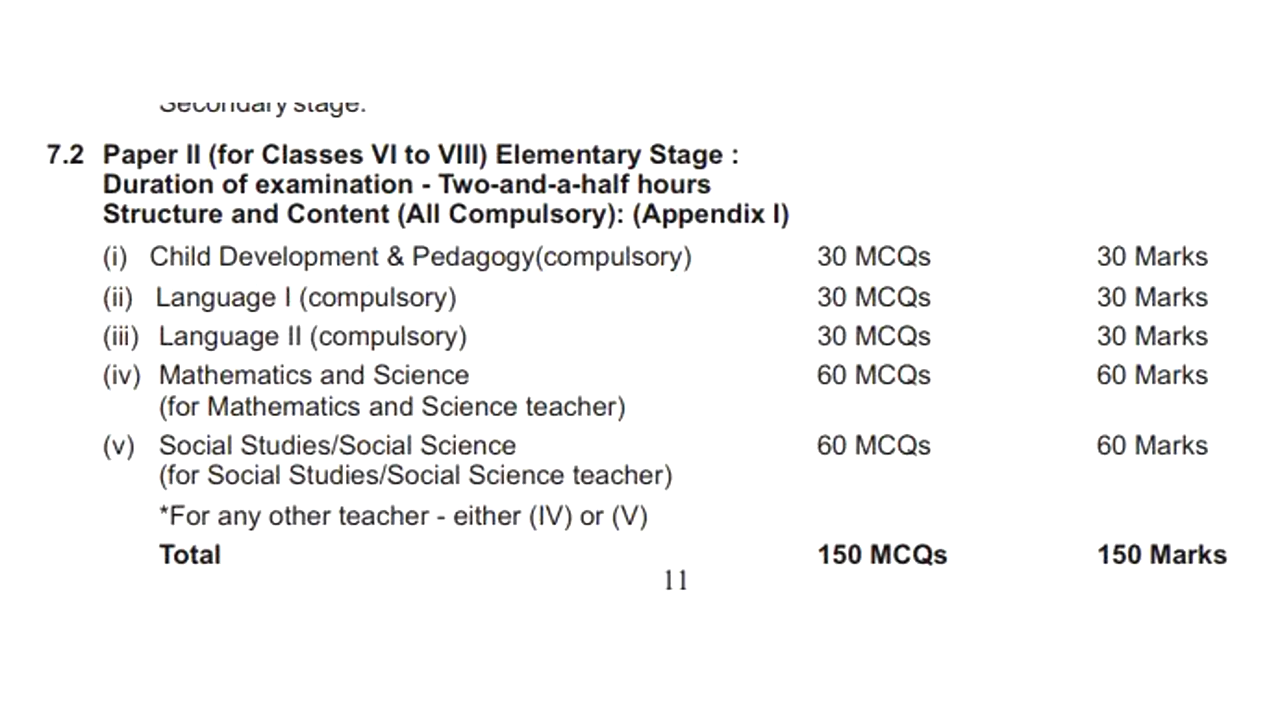 Secondary stage.
7.2 Paper II (for Classes VI to VIII) Elementary Stage :
Duration of examination - Two-and-a-half hours
Structure and Content (All Compulsory): (Appendix I)
(i) Child Development & Pedagogy(compulsory) 30 MCQs 30 Marks
(ii) Language I (compulsory) 30 MCQs 30 Marks
(iii) Language II (compulsory) 30 MCQs 30 Marks
(iv) Mathematics and Science 60 MCQs 60 Marks
(for Mathematics and Science teacher)
(v) Social Studies/Social Science 60 MCQs 60 Marks
(for Social Studies/Social Science teacher)
*For any other teacher - either (IV) or (V)
Total 150 MCQs 150 Marks
11